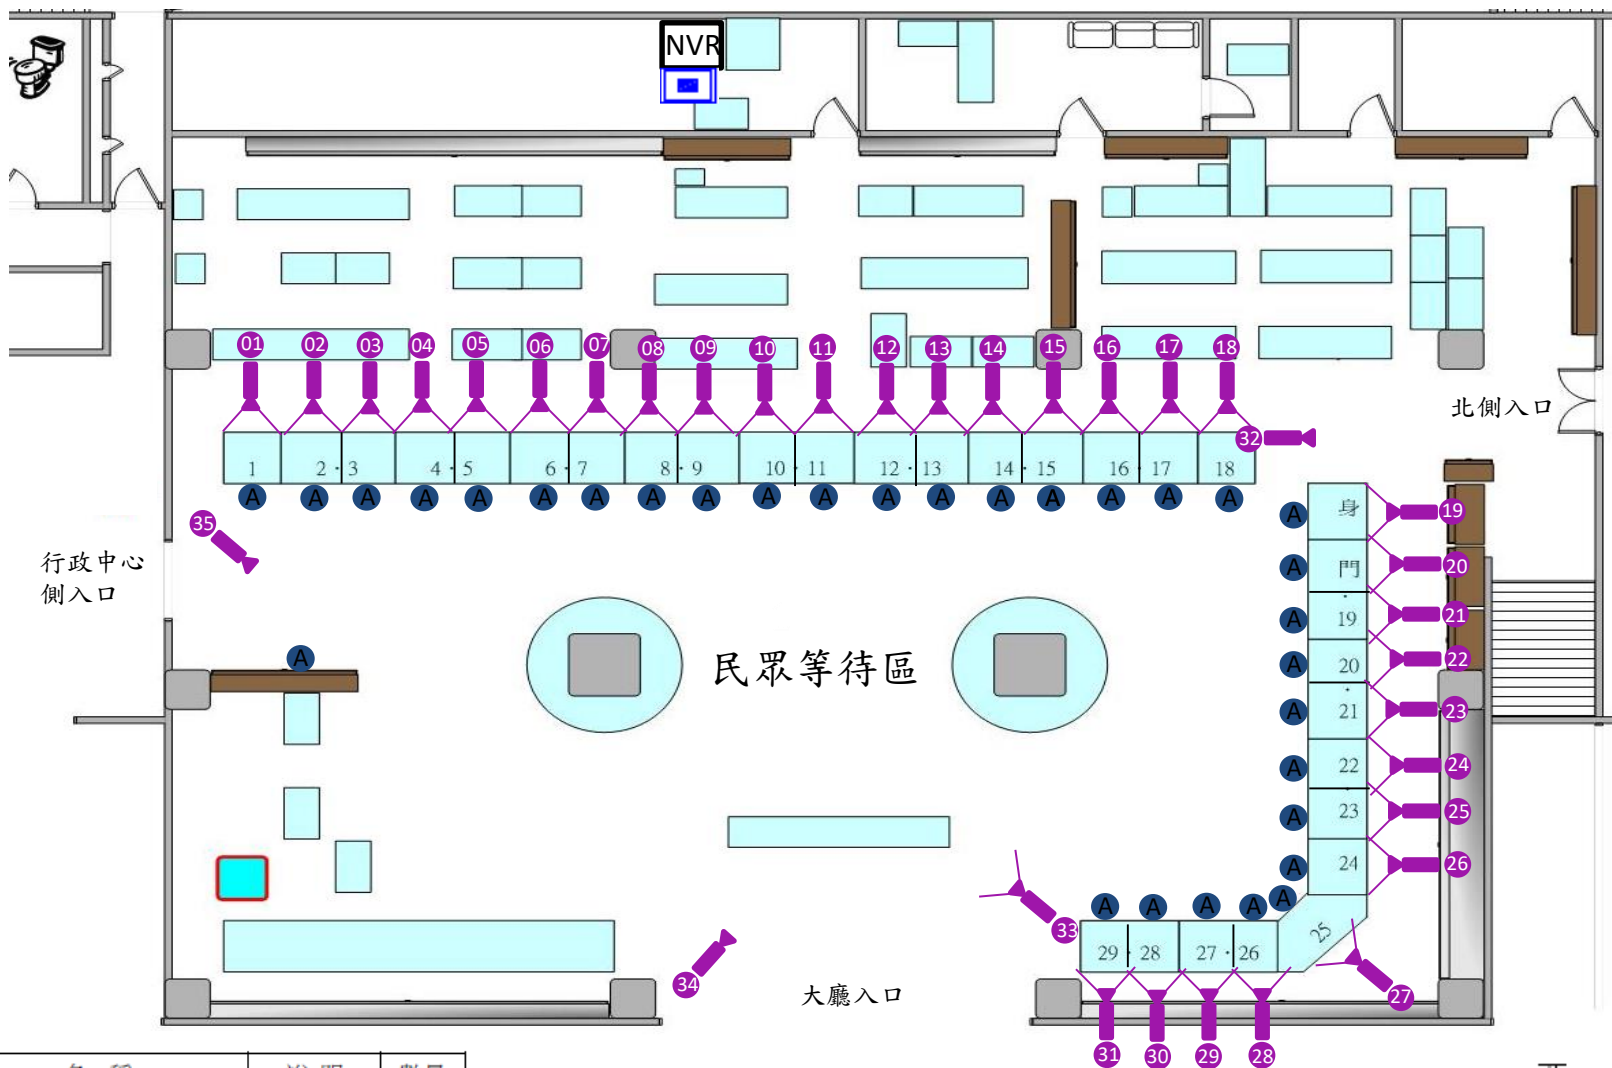 NVR
01 02 03 04 05 06 07 08 09 10 11 12 13 14 15 16 17 18
北側入口
32
1 2 · 3 4 · 5 6 · 7 8 · 9 10 · 11 12 · 13 14 · 15 16 · 17 18
A A A A A A A A A A A A A A A A A A
A 身 19
35
行政中心
側入口
A 門 20
A 19 21
A 20 22
A
民眾等待區
A 21 23
A 22 24
A 23 25
A 24 26
A A A A A
33
29 · 28 27 · 26 25
34
大廳入口
27
31 30 29 28